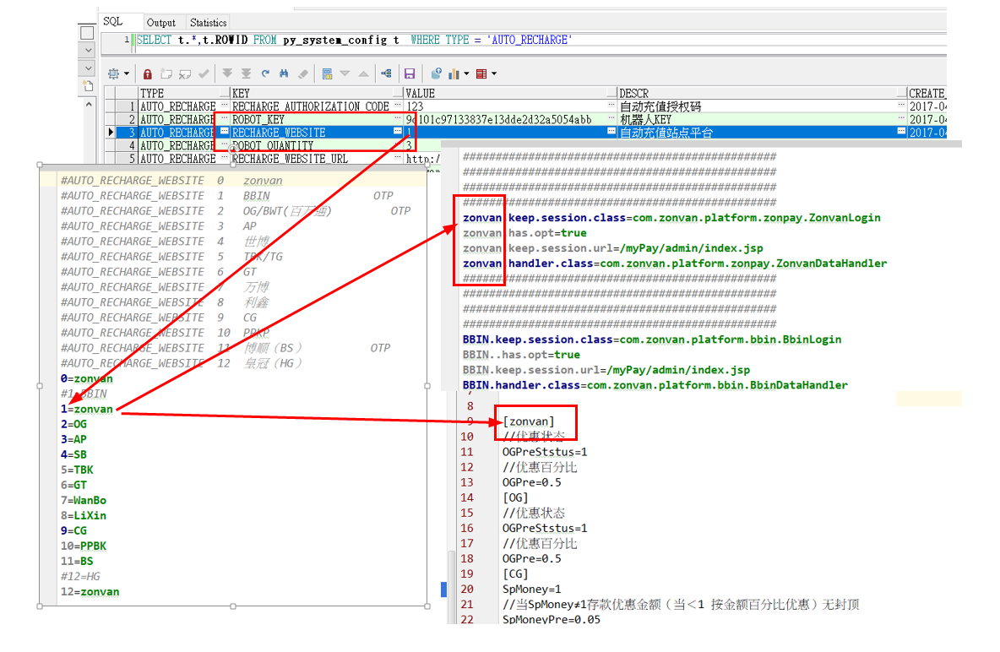 SQL Output Statistics
1 SELECT t.*,t.ROWID FROM py_system_config t WHERE TYPE = 'AUTO_RECHARGE'
TYPE KEY VALUE DESCR CREATE_
1 AUTO_RECHARGE RECHARGE_AUTHORIZATION_CODE 123 自动充值授权码 2017-04
2 AUTO_RECHARGE ROBOT_KEY 9d101c97133837e13dde2d32a5054abb 机器人KEY 2017-04
3 AUTO_RECHARGE RECHARGE_WEBSITE 1 自动充值站点平台 2017-04
4 AUTO_RECHARGE ROBOT_QUANTITY 3
5 AUTO_RECHARGE RECHARGE_WEBSITE_URL http:/
#AUTO_RECHARGE_WEBSITE 0 zonvan
#AUTO_RECHARGE_WEBSITE 1 BBIN OTP
#AUTO_RECHARGE_WEBSITE 2 OG/BWT(百万通) OTP
#AUTO_RECHARGE_WEBSITE 3 AP
#AUTO_RECHARGE_WEBSITE 4 世博
#AUTO_RECHARGE_WEBSITE 5 TBK/TG
#AUTO_RECHARGE_WEBSITE 6 GT
#AUTO_RECHARGE_WEBSITE 7 万博
#AUTO_RECHARGE_WEBSITE 8 利鑫
#AUTO_RECHARGE_WEBSITE 9 CG
#AUTO_RECHARGE_WEBSITE 10 PPKP
#AUTO_RECHARGE_WEBSITE 11 博顺（BS） OTP
#AUTO_RECHARGE_WEBSITE 12 皇冠（HG）
0=zonvan
#1=BBIN
1=zonvan
2=OG
3=AP
4=SB
5=TBK
6=GT
7=WanBo
8=LiXin
9=CG
10=PPBK
11=BS
#12=HG
12=zonvan
################################################
################################################
################################################
################################################
zonvan.keep.session.class=com.zonvan.platform.zonpay.ZonvanLogin
zonvan.has.opt=true
zonvan.keep.session.url=/myPay/admin/index.jsp
zonvan.handler.class=com.zonvan.platform.zonpay.ZonvanDataHandler
################################################
################################################
################################################
################################################
BBIN.keep.session.class=com.zonvan.platform.bbin.BbinLogin
BBIN..has.opt=true
BBIN.keep.session.url=/myPay/admin/index.jsp
BBIN.handler.class=com.zonvan.platform.bbin.BbinDataHandler
7
8
9 [zonvan]
10 //优惠状态
11 OGPreStstus=1
12 //优惠百分比
13 OGPre=0.5
14 [OG]
15 //优惠状态
16 OGPreStstus=1
17 //优惠百分比
18 OGPre=0.5
19 [CG]
20 SpMoney=1
21 //当SpMoney≠1存款优惠金额（当＜1 按金额百分比优惠）无封顶
22 SpMoneyPre=0.05